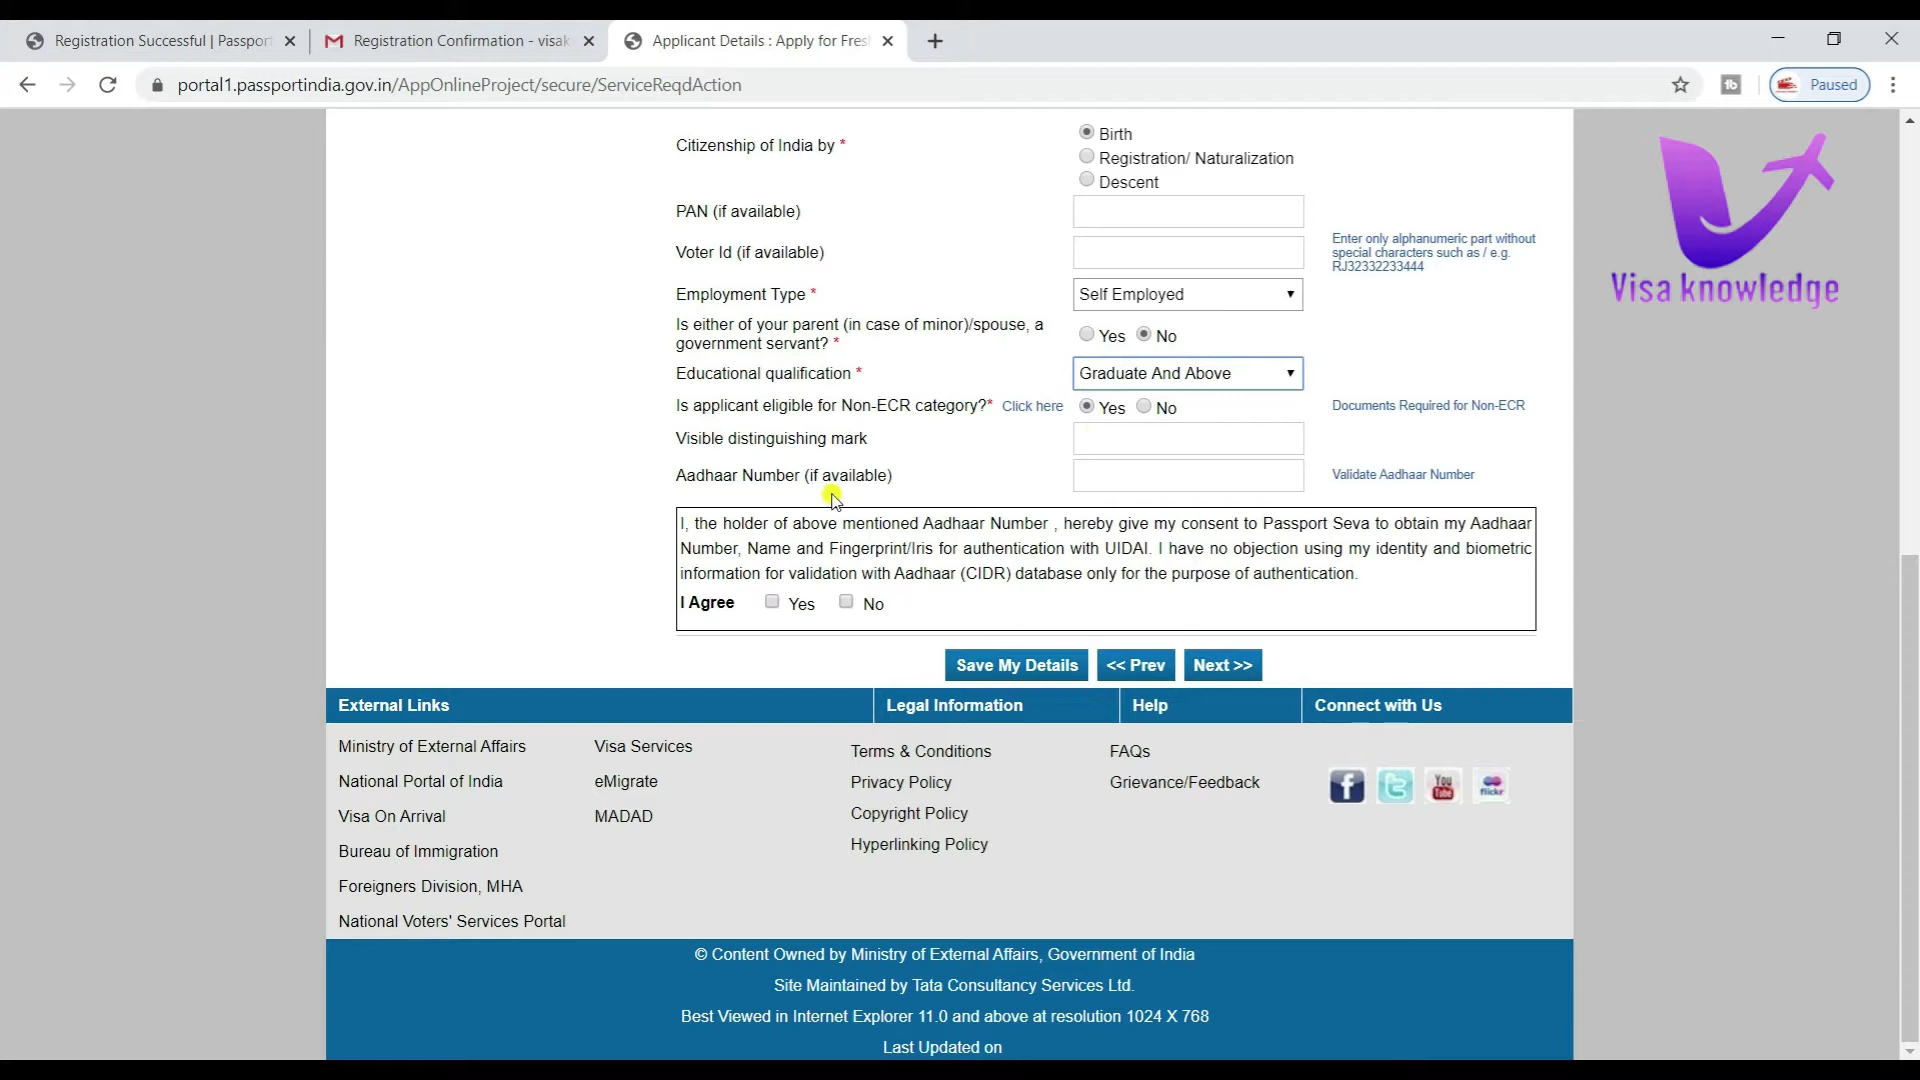 Registration Successful | Passport
Registration Confirmation - visak
Applicant Details : Apply for Fres
portal1.passportindia.gov.in/AppOnlineProject/secure/ServiceReqdAction
Paused
Citizenship of India by *
Birth
Registration/ Naturalization
Descent
PAN (if available)
Voter Id (if available)
Enter only alphanumeric part without
special characters such as / e.g.
RJ32332233444
Employment Type *
Self Employed
Is either of your parent (in case of minor)/spouse, a
government servant? *
Yes No
Educational qualification *
Graduate And Above
Is applicant eligible for Non-ECR category?* Click here
Yes No
Documents Required for Non-ECR
Visible distinguishing mark
Aadhaar Number (if available)
Validate Aadhaar Number
I, the holder of above mentioned Aadhaar Number , hereby give my consent to Passport Seva to obtain my Aadhaar
Number, Name and Fingerprint/Iris for authentication with UIDAI. I have no objection using my identity and biometric
information for validation with Aadhaar (CIDR) database only for the purpose of authentication.
I Agree Yes No
Save My Details << Prev Next >>
Visa knowledge
External Links
Legal Information
Help
Connect with Us
Ministry of External Affairs
National Portal of India
Visa On Arrival
Bureau of Immigration
Foreigners Division, MHA
National Voters' Services Portal
Visa Services
eMigrate
MADAD
Terms & Conditions
Privacy Policy
Copyright Policy
Hyperlinking Policy
FAQs
Grievance/Feedback
f
t
You
Tube
flickr
© Content Owned by Ministry of External Affairs, Government of India
Site Maintained by Tata Consultancy Services Ltd.
Best Viewed in Internet Explorer 11.0 and above at resolution 1024 X 768
Last Updated on